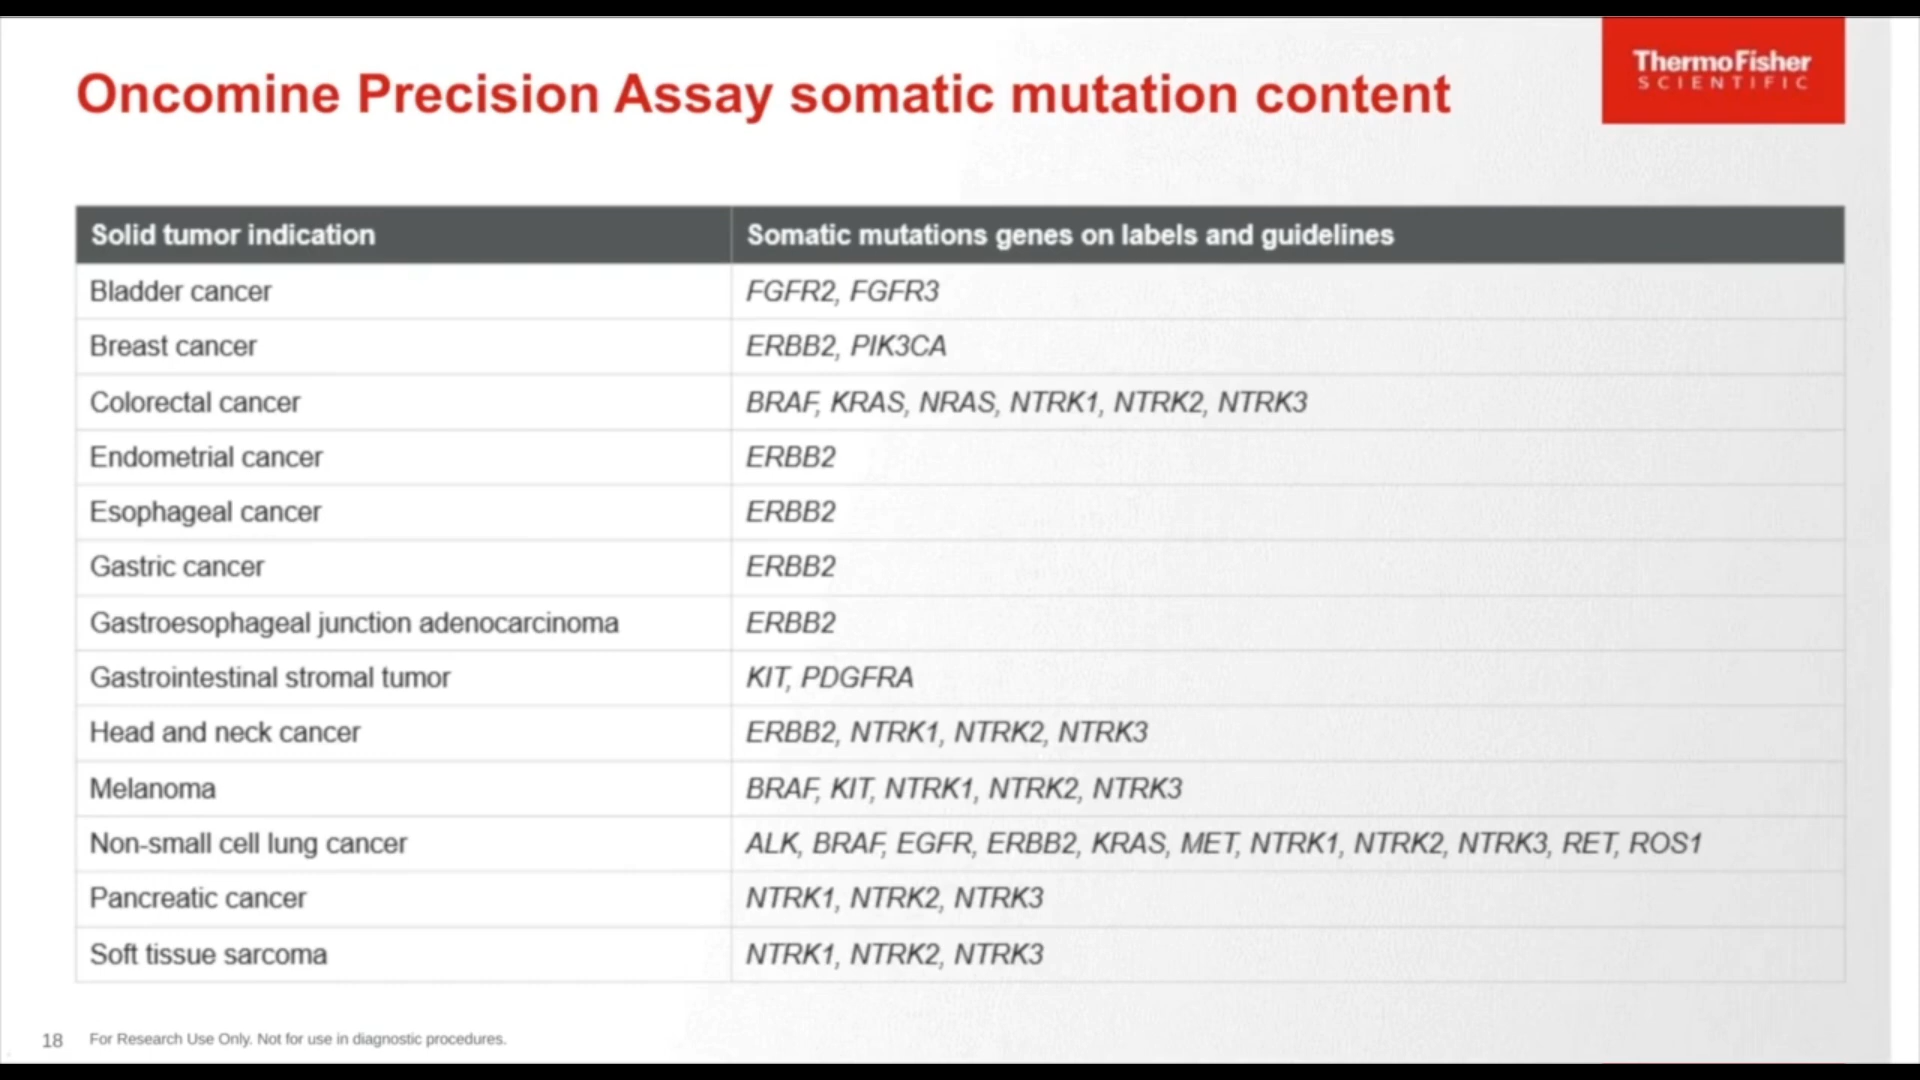 Oncomine Precision Assay somatic mutation content
ThermoFisher
SCIENTIFIC
Solid tumor indication Somatic mutations genes on labels and guidelines
Bladder cancer FGFR2, FGFR3
Breast cancer ERBB2, PIK3CA
Colorectal cancer BRAF, KRAS, NRAS, NTRK1, NTRK2, NTRK3
Endometrial cancer ERBB2
Esophageal cancer ERBB2
Gastric cancer ERBB2
Gastroesophageal junction adenocarcinoma ERBB2
Gastrointestinal stromal tumor KIT, PDGFRA
Head and neck cancer ERBB2, NTRK1, NTRK2, NTRK3
Melanoma BRAF, KIT, NTRK1, NTRK2, NTRK3
Non-small cell lung cancer ALK, BRAF, EGFR, ERBB2, KRAS, MET, NTRK1, NTRK2, NTRK3, RET, ROS1
Pancreatic cancer NTRK1, NTRK2, NTRK3
Soft tissue sarcoma NTRK1, NTRK2, NTRK3
18 For Research Use Only. Not for use in diagnostic procedures.